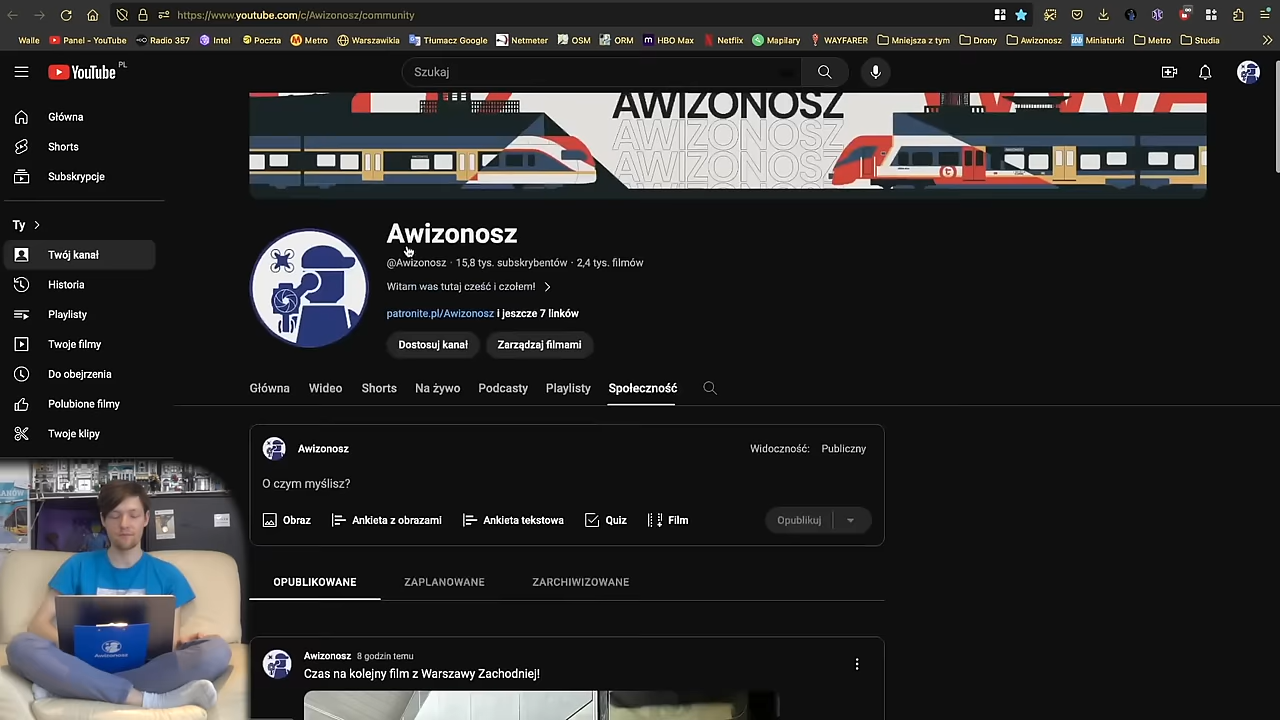 https://www.youtube.com/c/Awizonosz/community
Walle Panel - YouTube Radio 357 Intel Poczta Metro Warszawikia Tłumacz Google Netmeter OSM ORM HBO Max Netflix Mapilary WAYFARER Mniejsza z tym Drony Awizonosz Miniaturki Metro Studia
YouTube PL
Szukaj
Główna
Shorts
Subskrypcje
Ty
Twój kanał
Historia
Playlisty
Twoje filmy
Do obejrzenia
Polubione filmy
Twoje klipy
AWIZONOSZ
AWIZONOSZ
AWIZONOSZ
Awizonosz
@Awizonosz · 15,8 tys. subskrybentów · 2,4 tys. filmów
Witam was tutaj cześć i czołem!
patronite.pl/Awizonosz i jeszcze 7 linków
Dostosuj kanał Zarządzaj filmami
Główna Wideo Shorts Na żywo Podcasty Playlisty Społeczność
Awizonosz Widoczność: Publiczny
O czym myślisz?
Obraz Ankieta z obrazami Ankieta tekstowa Quiz Film Opublikuj
OPUBLIKOWANE ZAPLANOWANE ZARCHIWIZOWANE
Awizonosz 8 godzin temu
Czas na kolejny film z Warszawy Zachodniej!
Awizonosz